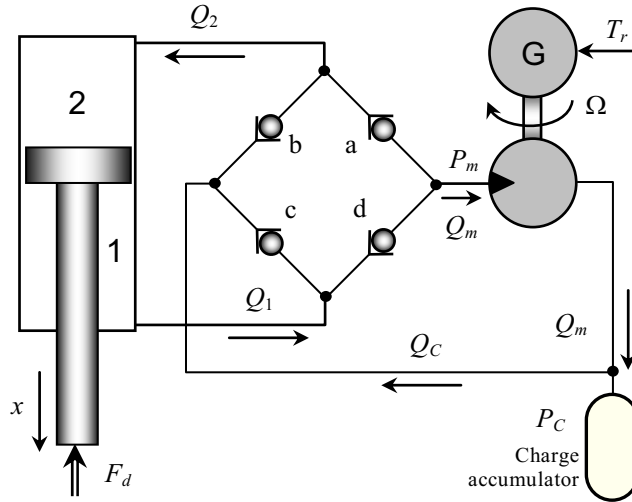 Q2
G
Tr
2
Ω
b
a
Pm
c
d
Qm
1
Q1
Qm
QC
x
PC
Fd
Charge
accumulator